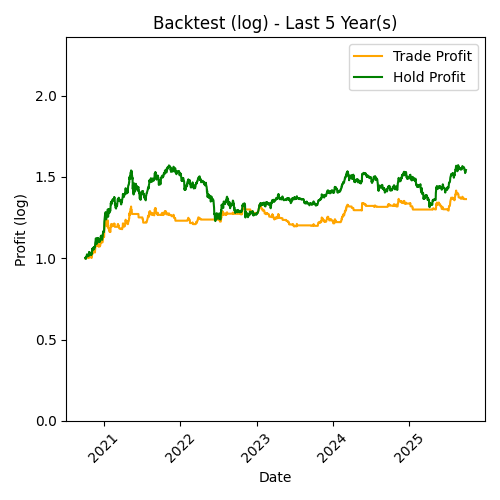 Backtest (log) - Last 5 Year(s)
Trade Profit
Hold Profit
Profit (log)
2.0
1.5
1.0
0.5
0.0
2021
2022
2023
2024
2025
Date